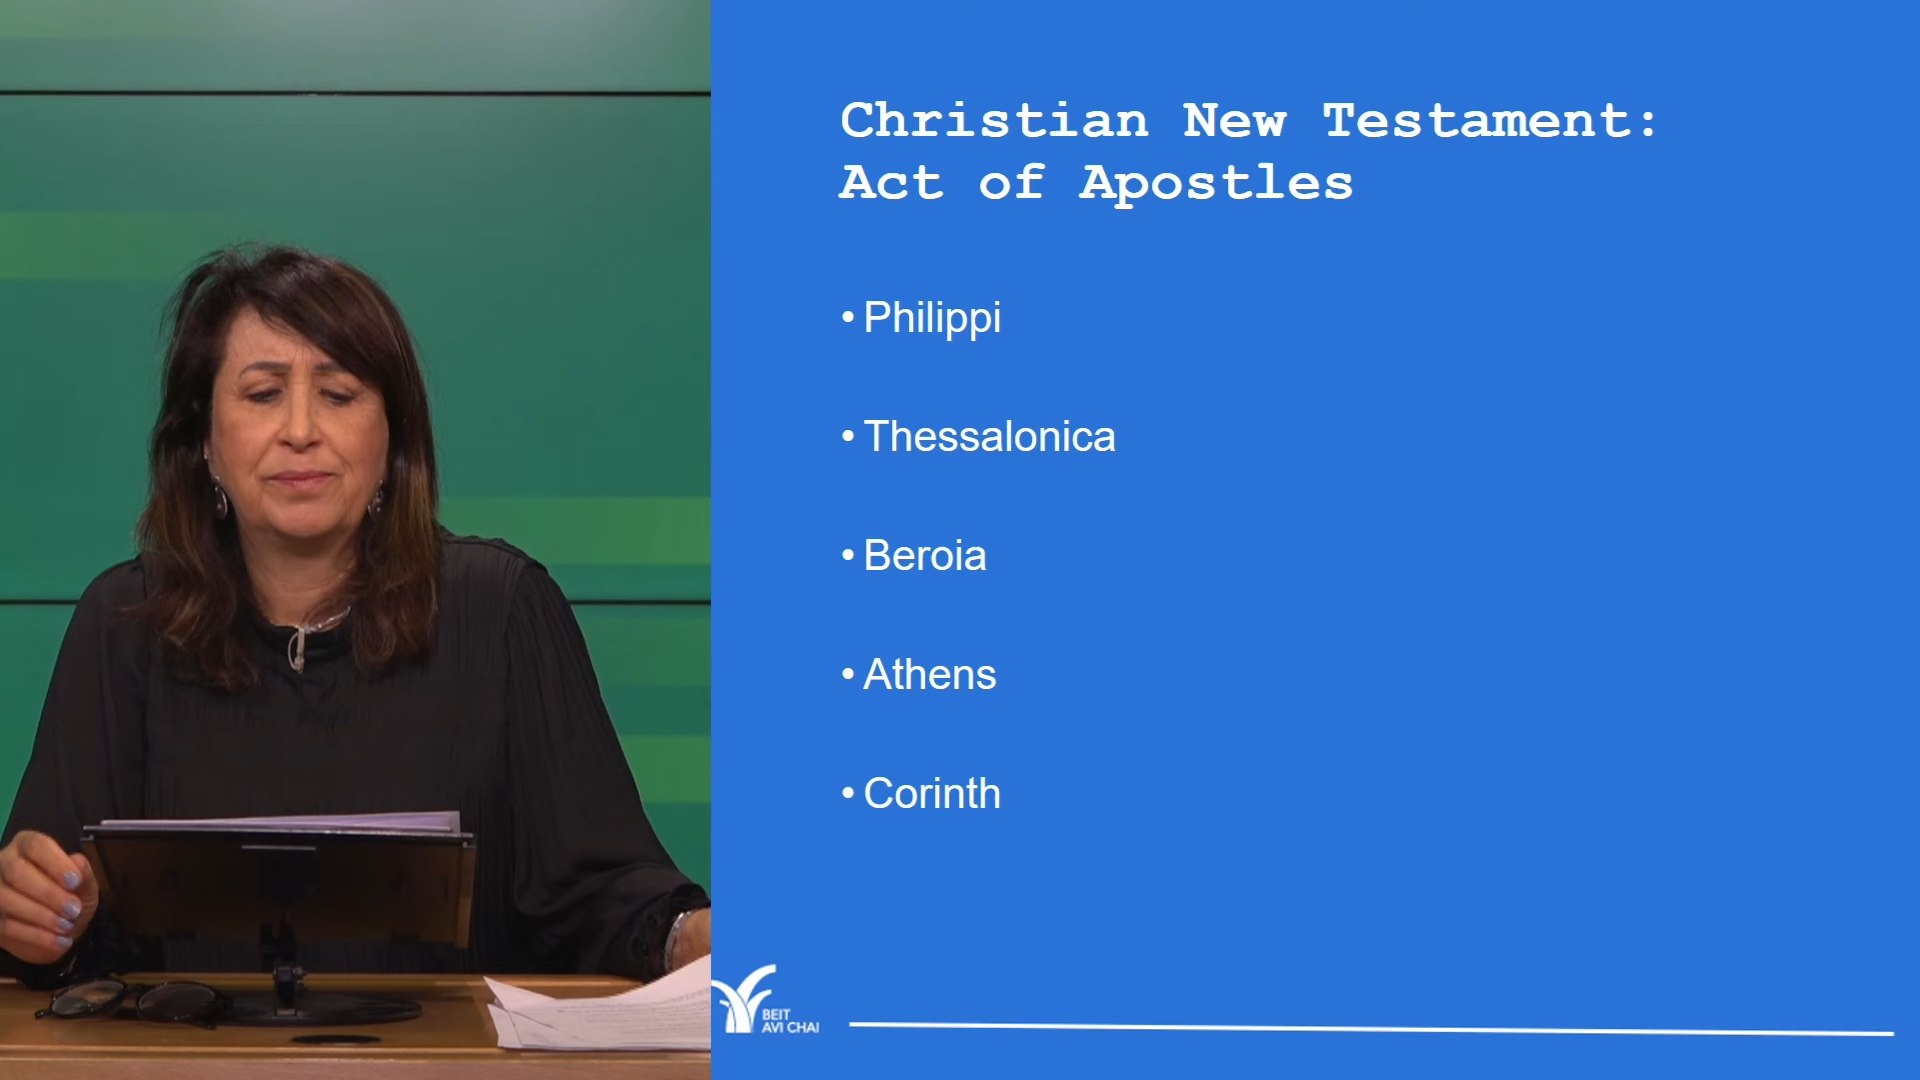 Christian New Testament:
Act of Apostles
• Philippi
• Thessalonica
• Beroia
• Athens
• Corinth
BEIT
AVI CHAI